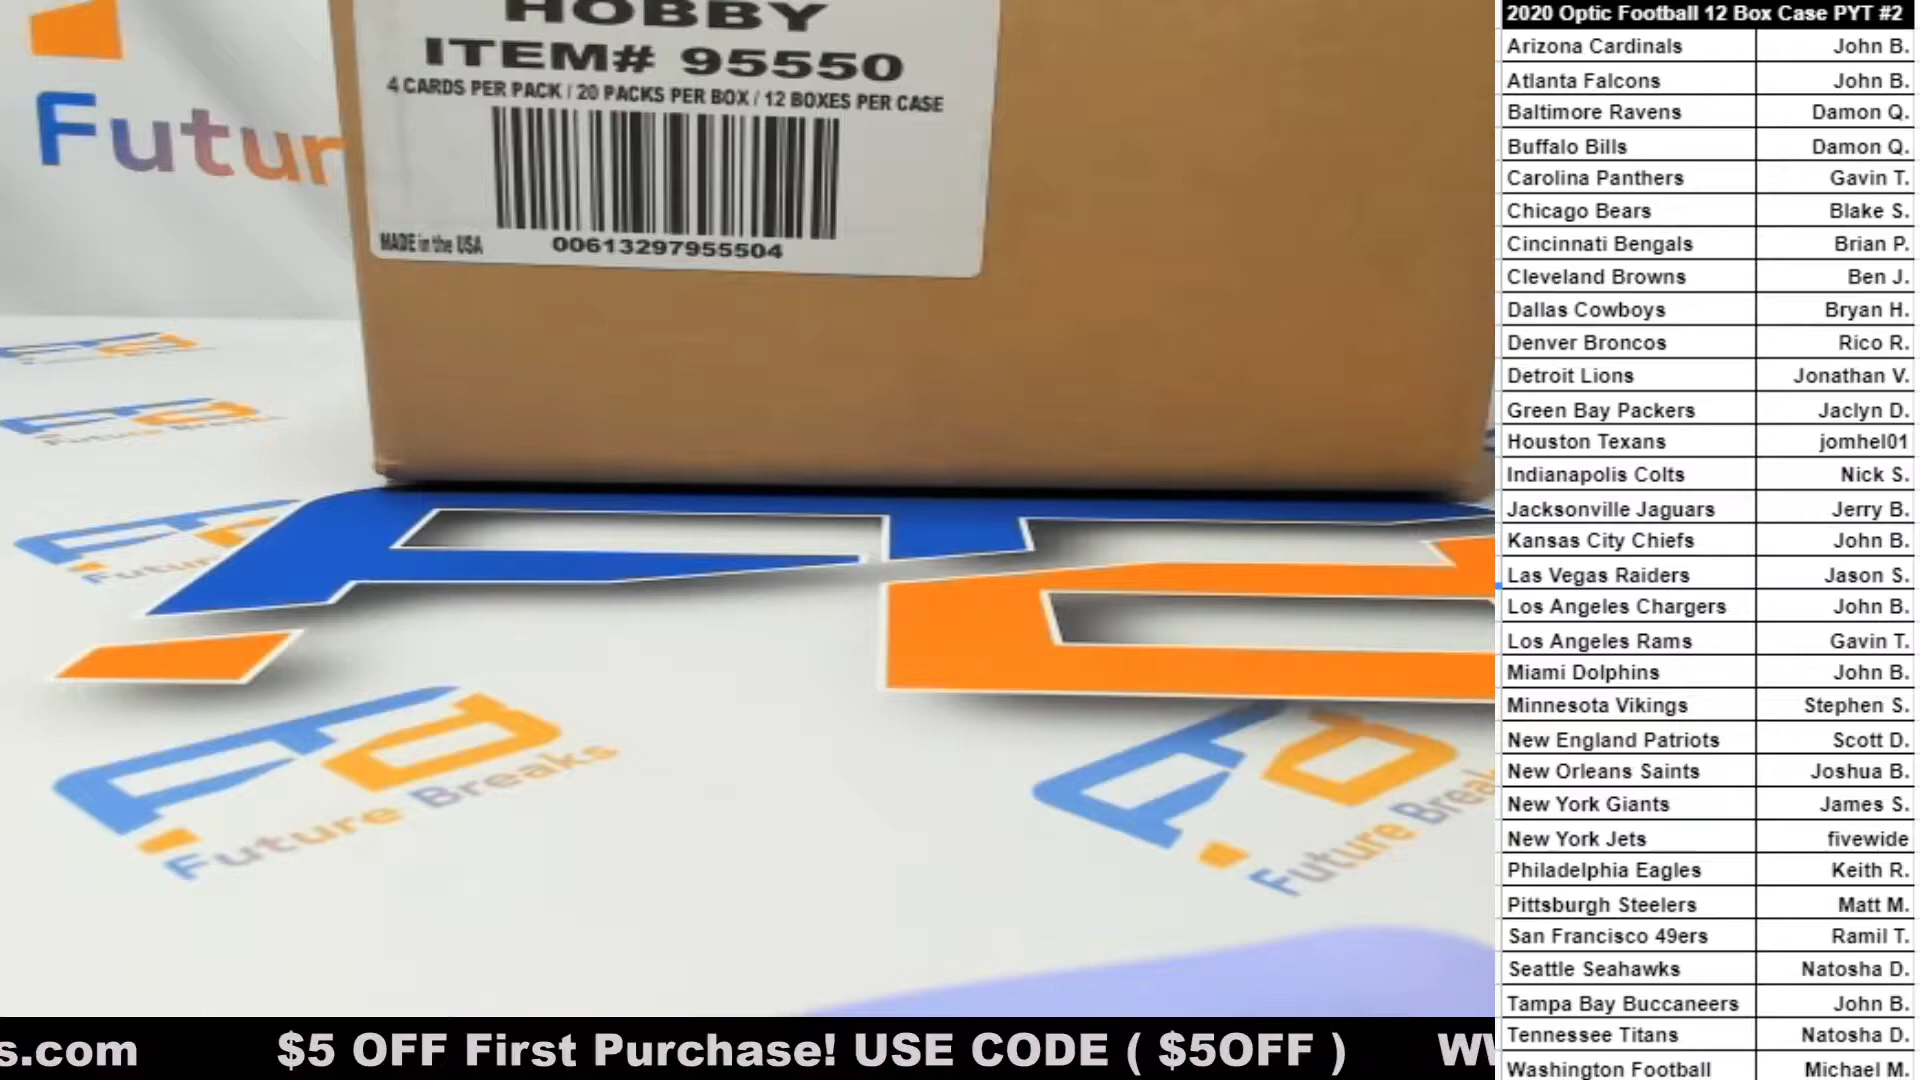 HOBBY
ITEM# 95550
4 CARDS PER PACK / 20 PACKS PER BOX / 12 BOXES PER CASE
MADE in the USA
00613297955504
Futur
Future Breaks
Future Breaks
Future Breaks
2020 Optic Football 12 Box Case PYT #2
Arizona Cardinals John B.
Atlanta Falcons John B.
Baltimore Ravens Damon Q.
Buffalo Bills Damon Q.
Carolina Panthers Gavin T.
Chicago Bears Blake S.
Cincinnati Bengals Brian P.
Cleveland Browns Ben J.
Dallas Cowboys Bryan H.
Denver Broncos Rico R.
Detroit Lions Jonathan V.
Green Bay Packers Jaclyn D.
Houston Texans jomhel01
Indianapolis Colts Nick S.
Jacksonville Jaguars Jerry B.
Kansas City Chiefs John B.
Las Vegas Raiders Jason S.
Los Angeles Chargers John B.
Los Angeles Rams Gavin T.
Miami Dolphins John B.
Minnesota Vikings Stephen S.
New England Patriots Scott D.
New Orleans Saints Joshua B.
New York Giants James S.
New York Jets fivewide
Philadelphia Eagles Keith R.
Pittsburgh Steelers Matt M.
San Francisco 49ers Ramil T.
Seattle Seahawks Natosha D.
Tampa Bay Buccaneers John B.
Tennessee Titans Natosha D.
Washington Football Michael M.
s.com $5 OFF First Purchase! USE CODE ( $5OFF )